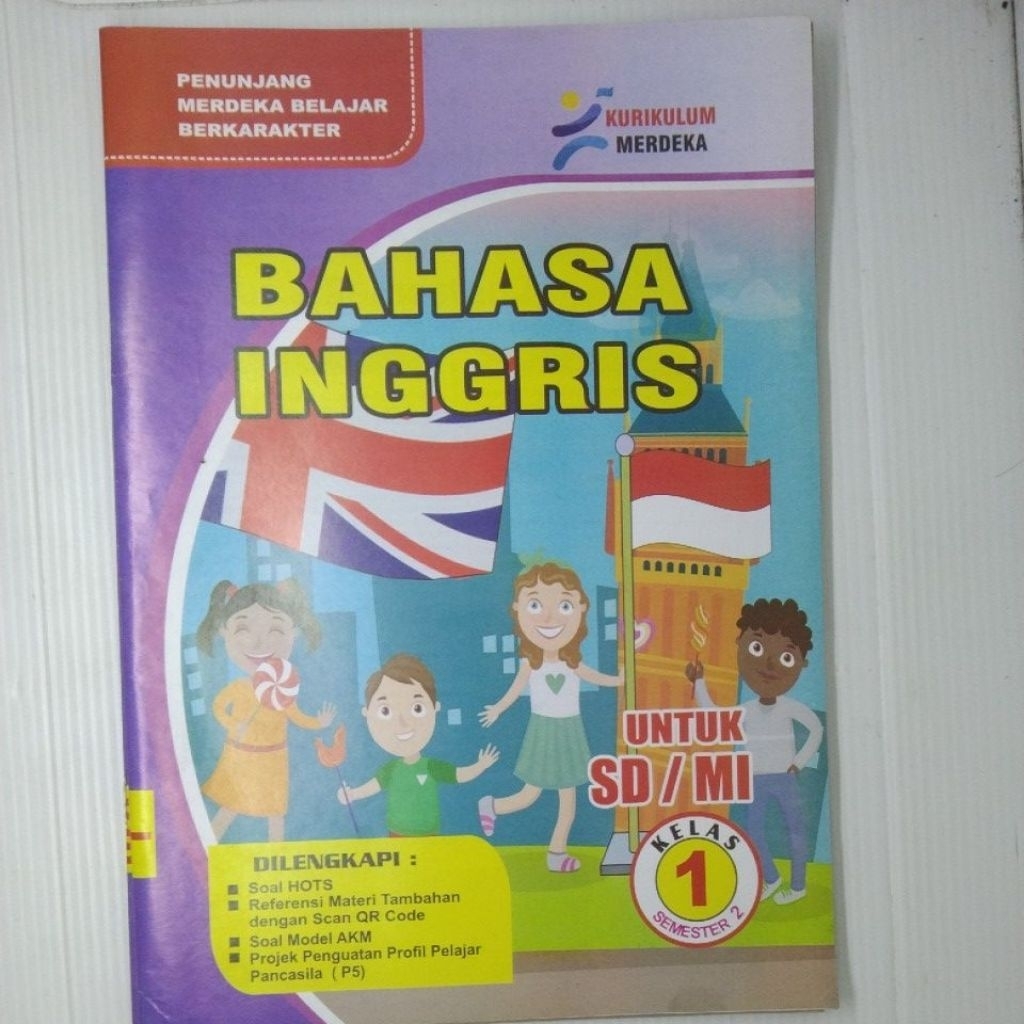 PENUNJANG
MERDEKA BELAJAR
BERKARAKTER
KURIKULUM
MERDEKA
BAHASA
INGGRIS
UNTUK
SD / MI
KELAS
1
SEMESTER 2
DILENGKAPI :
■ Soal HOTS
■ Referensi Materi Tambahan
dengan Scan QR Code
■ Soal Model AKM
■ Projek Penguatan Profil Pelajar
Pancasila ( P5)